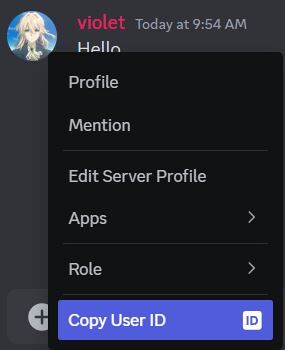 violet Today at 9:54 AM
Hello
Profile
Mention
Edit Server Profile
Apps
Role
Copy User ID ID